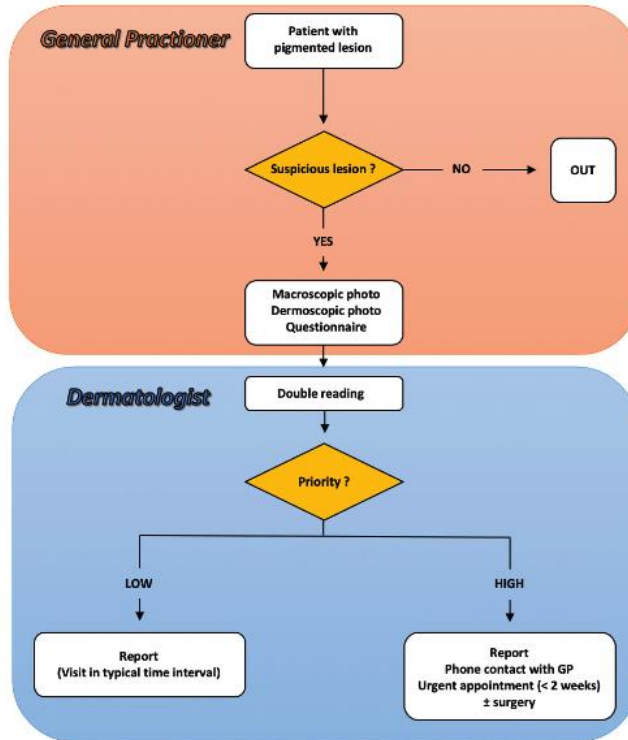 General Practioner
Patient with
pigmented lesion
Suspicious lesion ?
NO
OUT
YES
Macroscopic photo
Dermoscopic photo
Questionnaire
Dermatologist
Double reading
Priority ?
LOW
HIGH
Report
(Visit in typical time interval)
Report
Phone contact with GP
Urgent appointment (< 2 weeks)
± surgery